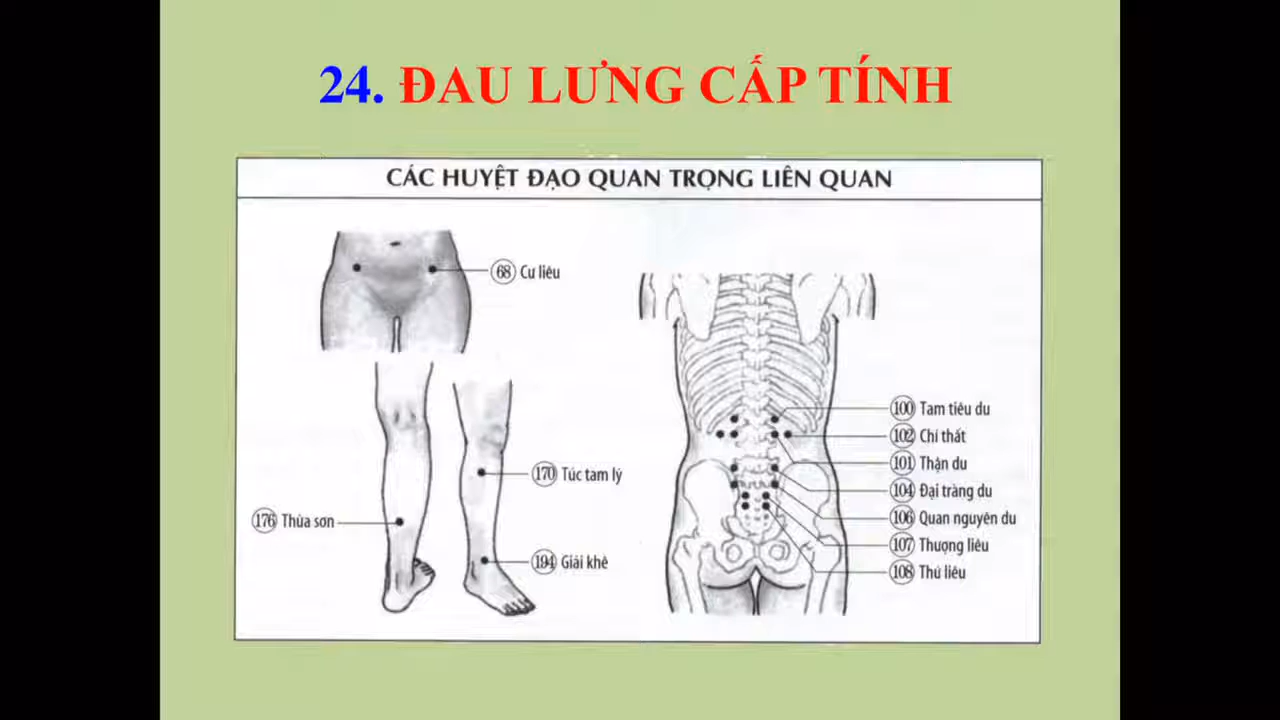 24. ĐAU LƯNG CẤP TÍNH
CÁC HUYỆT ĐẠO QUAN TRỌNG LIÊN QUAN
68 Cư liêu
170 Túc tam lý
176 Thừa sơn
194 Giải khê
100 Tam tiêu du
102 Chí thất
101 Thận du
104 Đại tràng du
106 Quan nguyên du
107 Thượng liêu
108 Thứ liêu